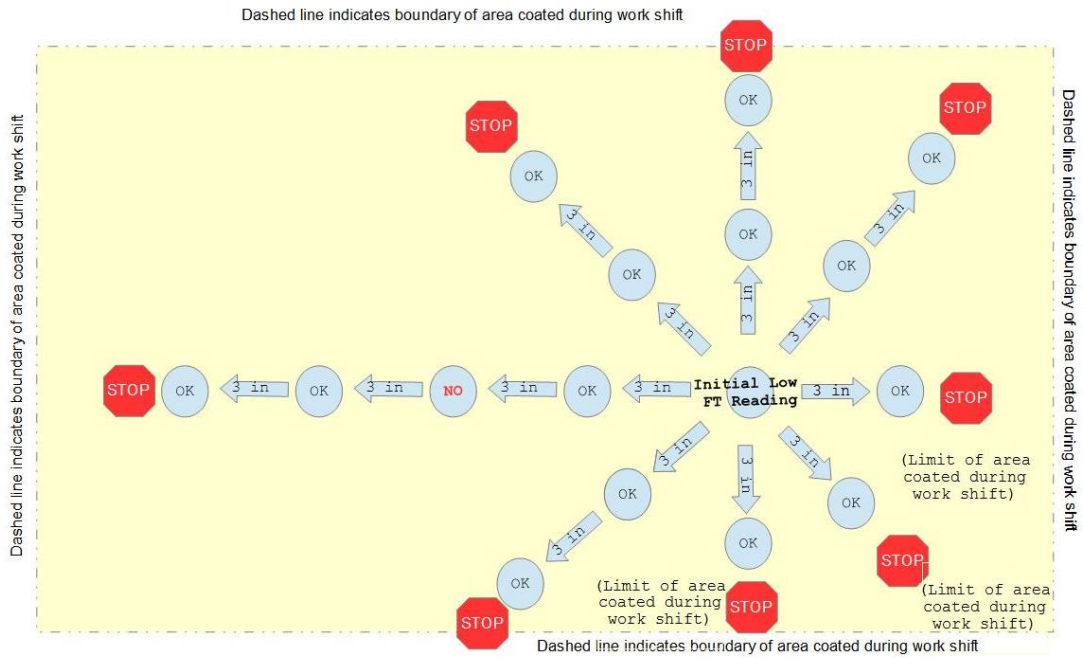 Dashed line indicates boundary of area coated during work shift
STOP
OK
STOP
OK
STOP
OK
3 in
3 in
3 in
OK
OK
OK
3 in
3 in
3 in
Dashed line indicates boundary of area coated during work shift
Dashed line indicates boundary of area coated during work shift
STOP
OK
3 in
OK
3 in
NO
3 in
OK
3 in
Initial Low
FT Reading
3 in
OK
STOP
3 in
3 in
3 in
(Limit of area
coated during
work shift)
OK
OK
3 in
OK
STOP
OK
STOP
(Limit of area
coated during
work shift)
STOP
(Limit of area
coated during
work shift)
Dashed line indicates boundary of area coated during work shift